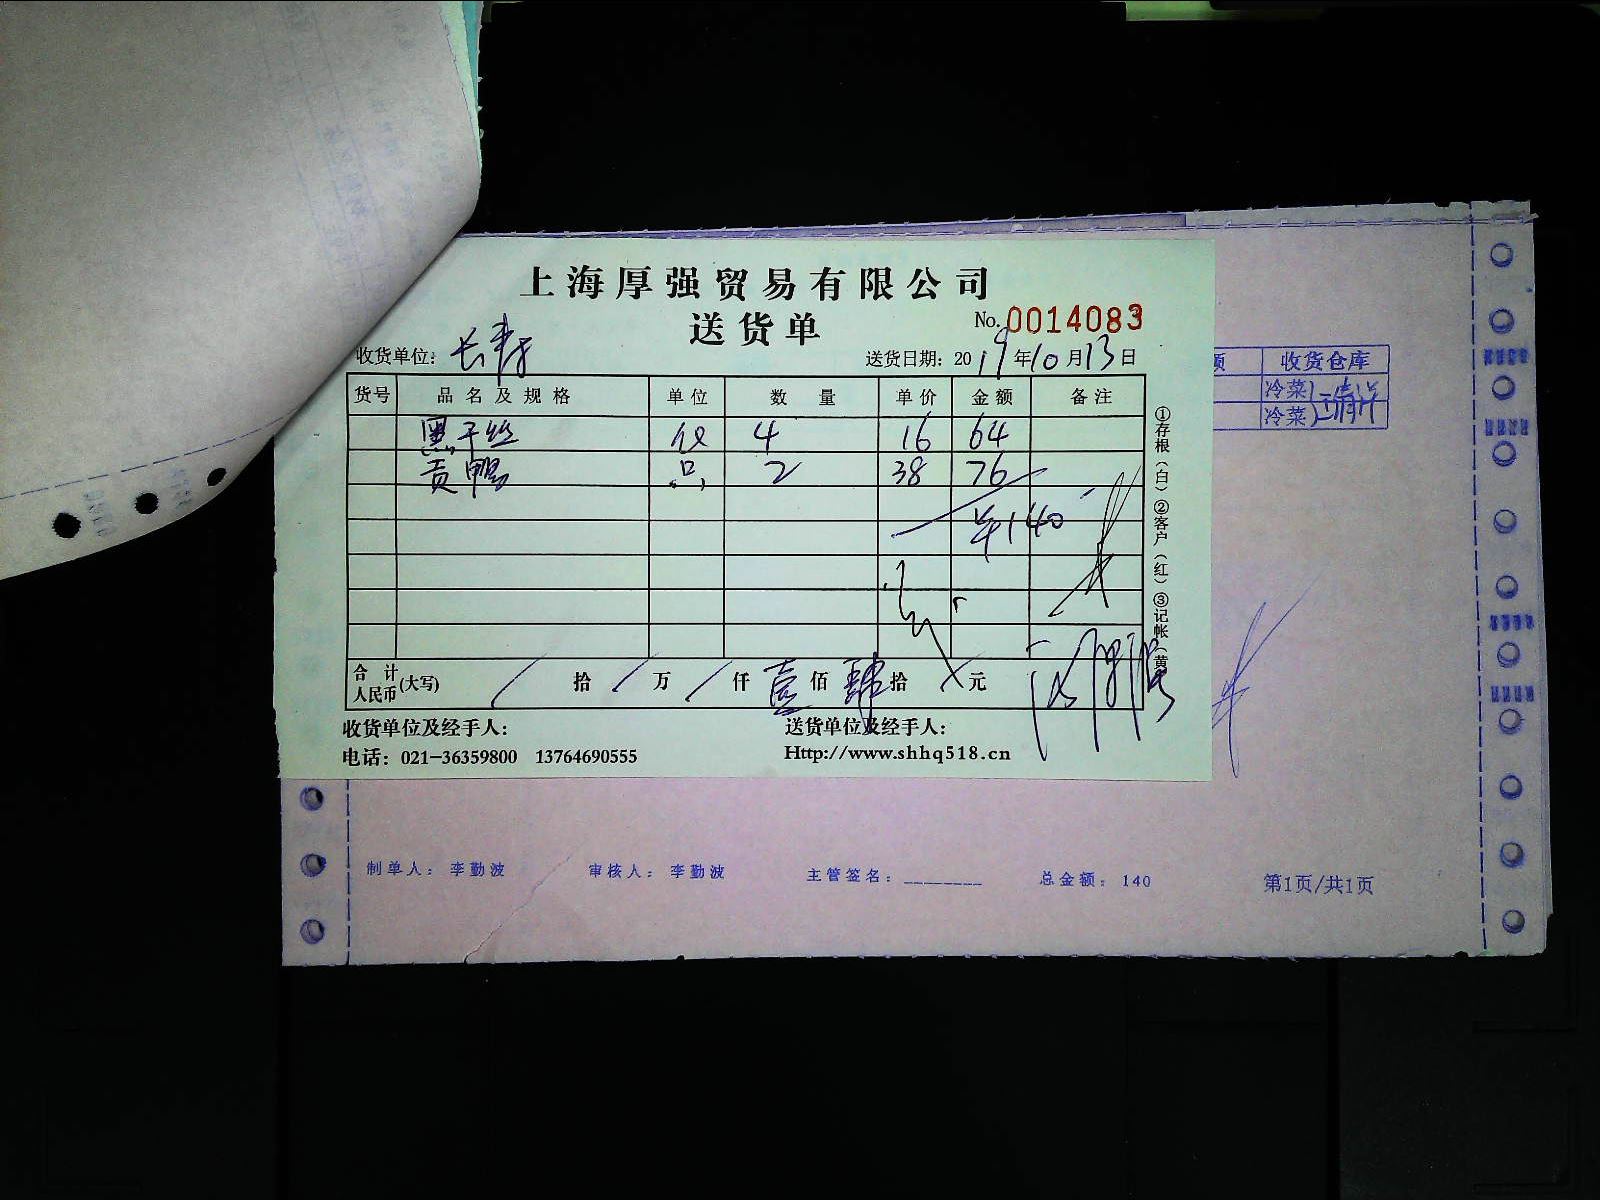 上海厚强贸易有限公司
送货单
No. 0014083
收货单位:
送货日期: 2019年10月13日
货号 品名及规格 单位 数量 单价 金额 备注
黑干丝 4 16 64
贡鸭 只 2 38 76
¥140
合计人民币(大写) 拾 万 仟 壹佰 肆拾 元
①存根(白)②客户(红)③记帐(黄
收货单位及经手人:
送货单位及经手人:
电话: 021-36359800 13764690555
Http://www.shhq518.cn
收货仓库
冷菜
冷菜
制单人: 李勤波 审核人: 李勤波 主管签名: ________ 总金额: 140 第1页/共1页